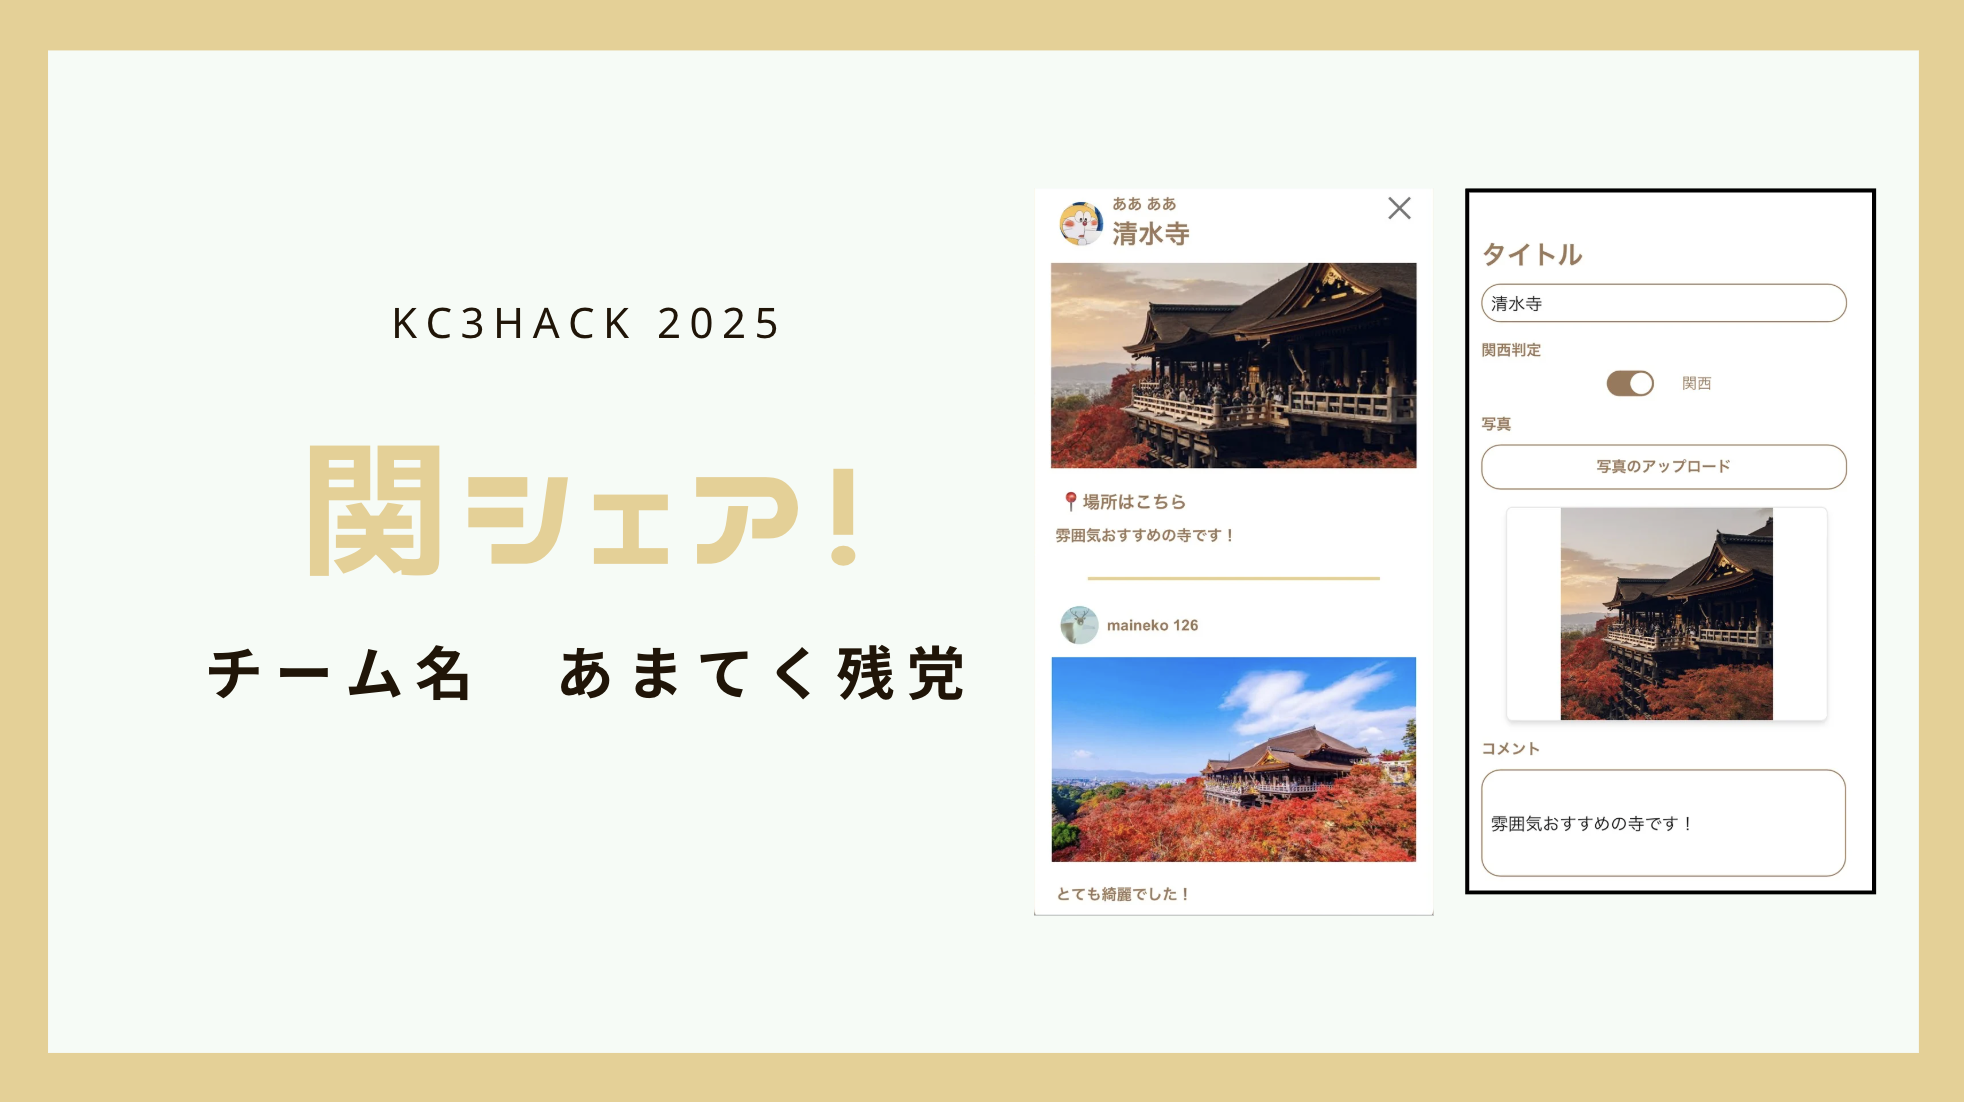 KC3HACK 2025
関シェア!
チーム名　あまてく残党
ああ ああ
清水寺
場所はこちら
雰囲気おすすめの寺です！
maineko 126
とても綺麗でした！
タイトル
清水寺
関西判定
関西
写真
写真のアップロード
コメント
雰囲気おすすめの寺です！